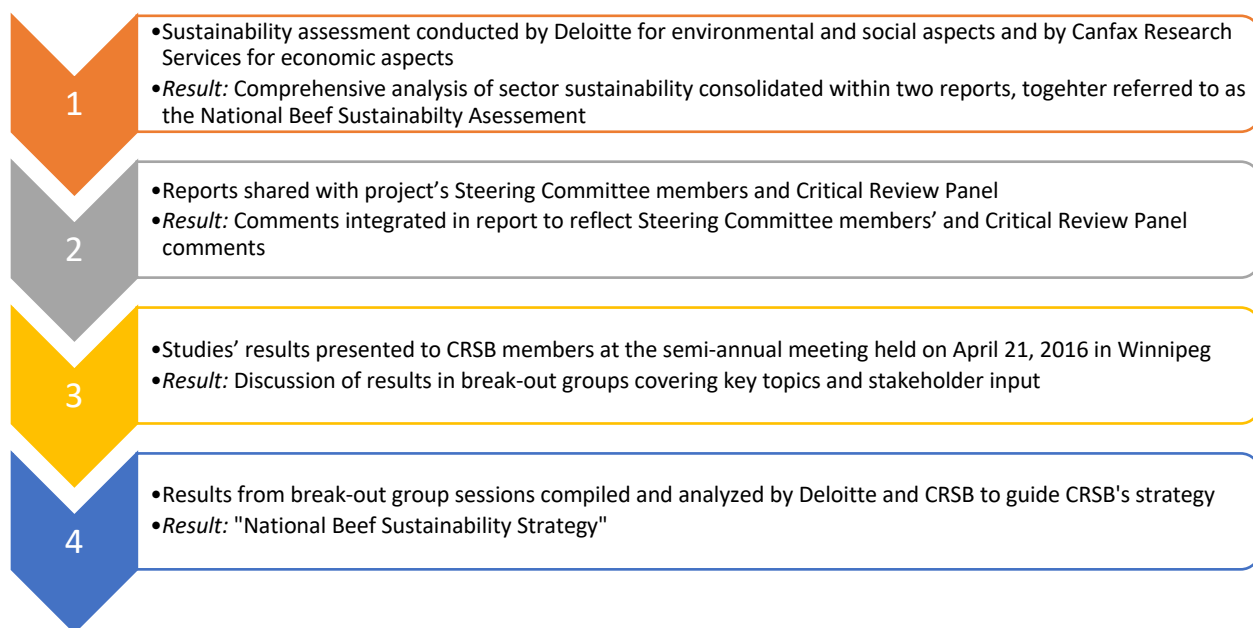 1
•Sustainability assessment conducted by Deloitte for environmental and social aspects and by Canfax Research
Services for economic aspects
•Result: Comprehensive analysis of sector sustainability consolidated within two reports, togehter referred to as
the National Beef Sustainabilty Asessement
2
•Reports shared with project’s Steering Committee members and Critical Review Panel
•Result: Comments integrated in report to reflect Steering Committee members’ and Critical Review Panel
comments
3
•Studies’ results presented to CRSB members at the semi-annual meeting held on April 21, 2016 in Winnipeg
•Result: Discussion of results in break-out groups covering key topics and stakeholder input
4
•Results from break-out group sessions compiled and analyzed by Deloitte and CRSB to guide CRSB's strategy
•Result: "National Beef Sustainability Strategy"